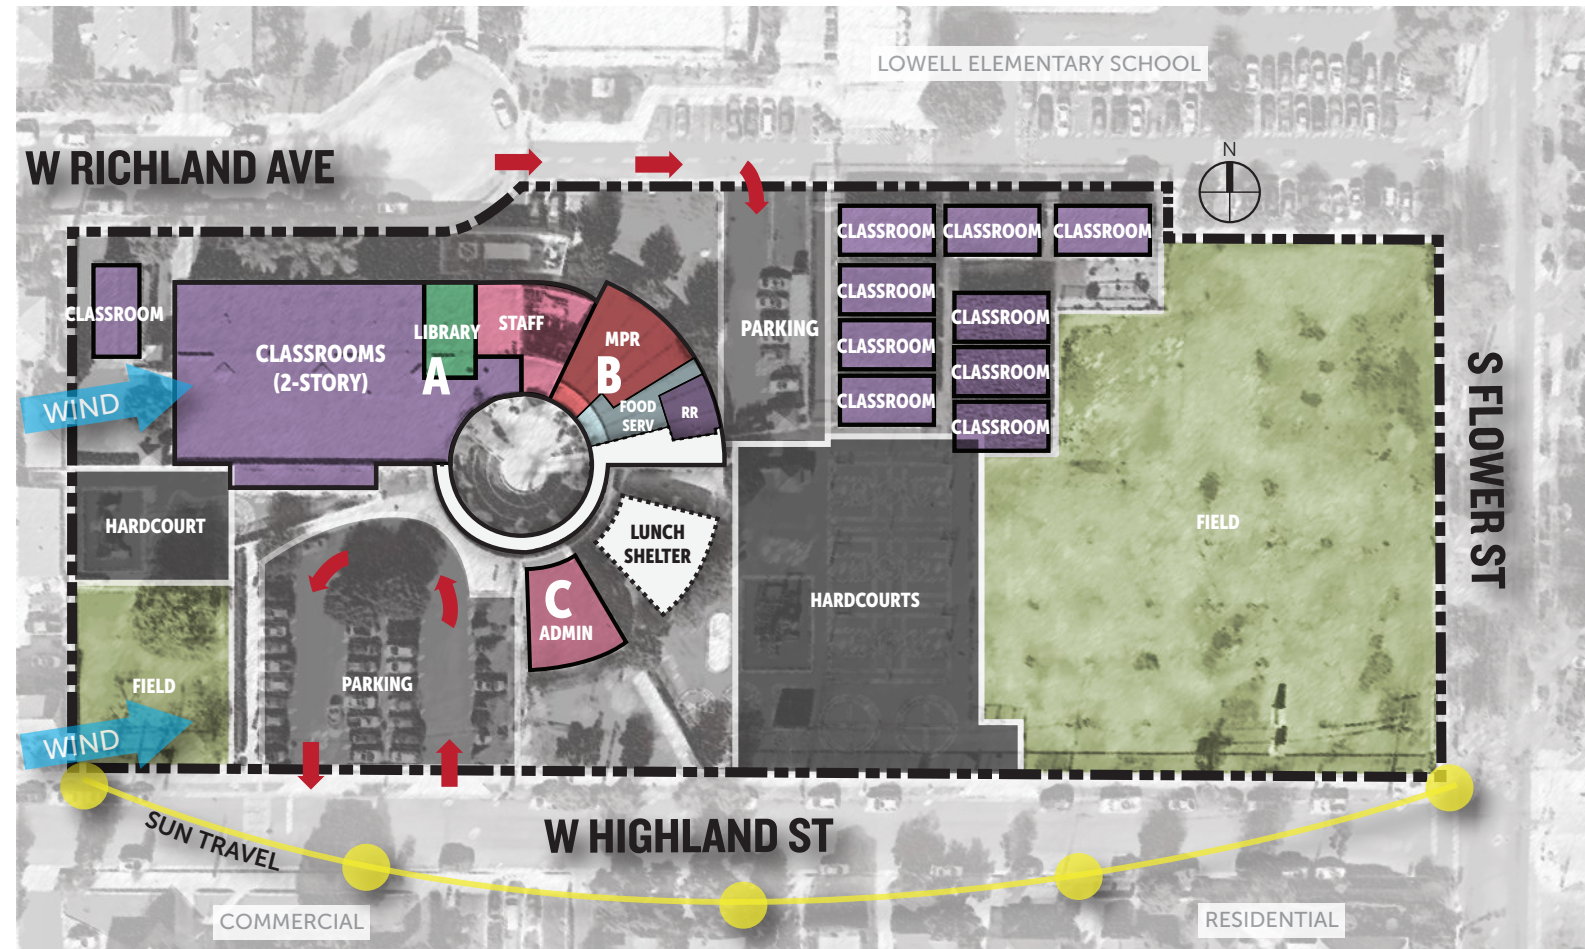 LOWELL ELEMENTARY SCHOOL
W RICHLAND AVE
N
CLASSROOM
CLASSROOM
CLASSROOM
CLASSROOM
CLASSROOM
CLASSROOM
CLASSROOM
CLASSROOM
CLASSROOM
CLASSROOM
CLASSROOM
CLASSROOMS
(2-STORY)
LIBRARY
A
STAFF
MPR
B
FOOD
SERV
RR
PARKING
WIND
HARDCOURT
LUNCH
SHELTER
C
ADMIN
HARDCOURTS
FIELD
S FLOWER ST
FIELD
PARKING
WIND
SUN TRAVEL
W HIGHLAND ST
COMMERCIAL
RESIDENTIAL